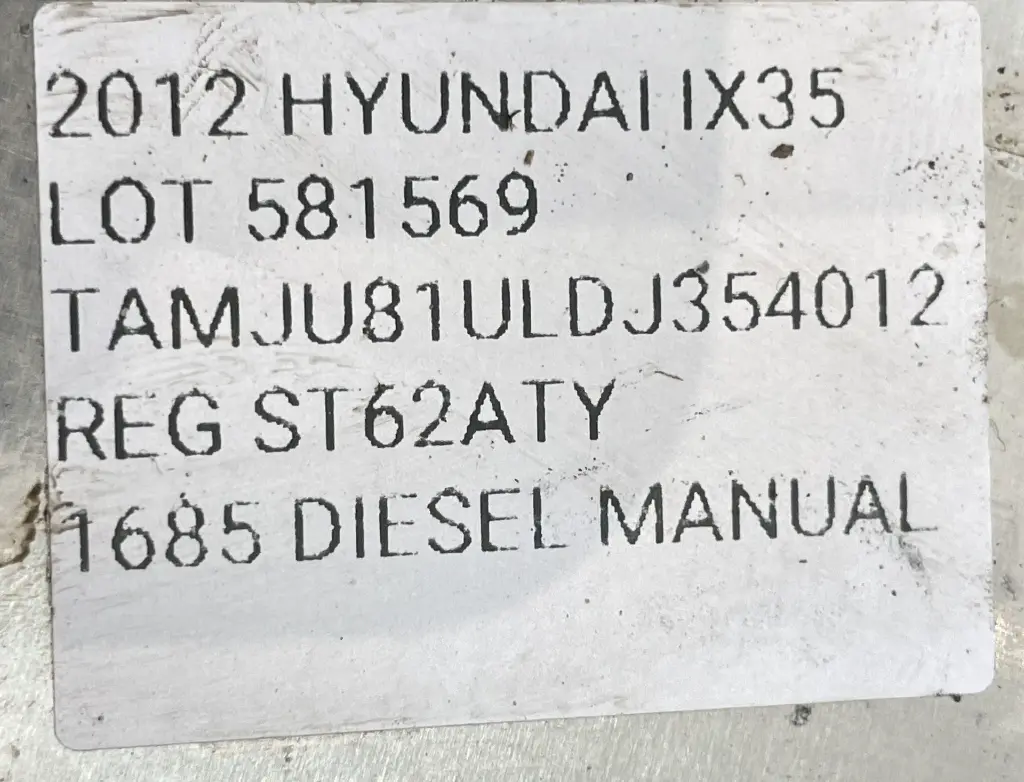 2012 HYUNDAI IX35
LOT 581569
TAMJU81ULDJ354012
REG ST62ATY
1685 DIESEL MANUAL